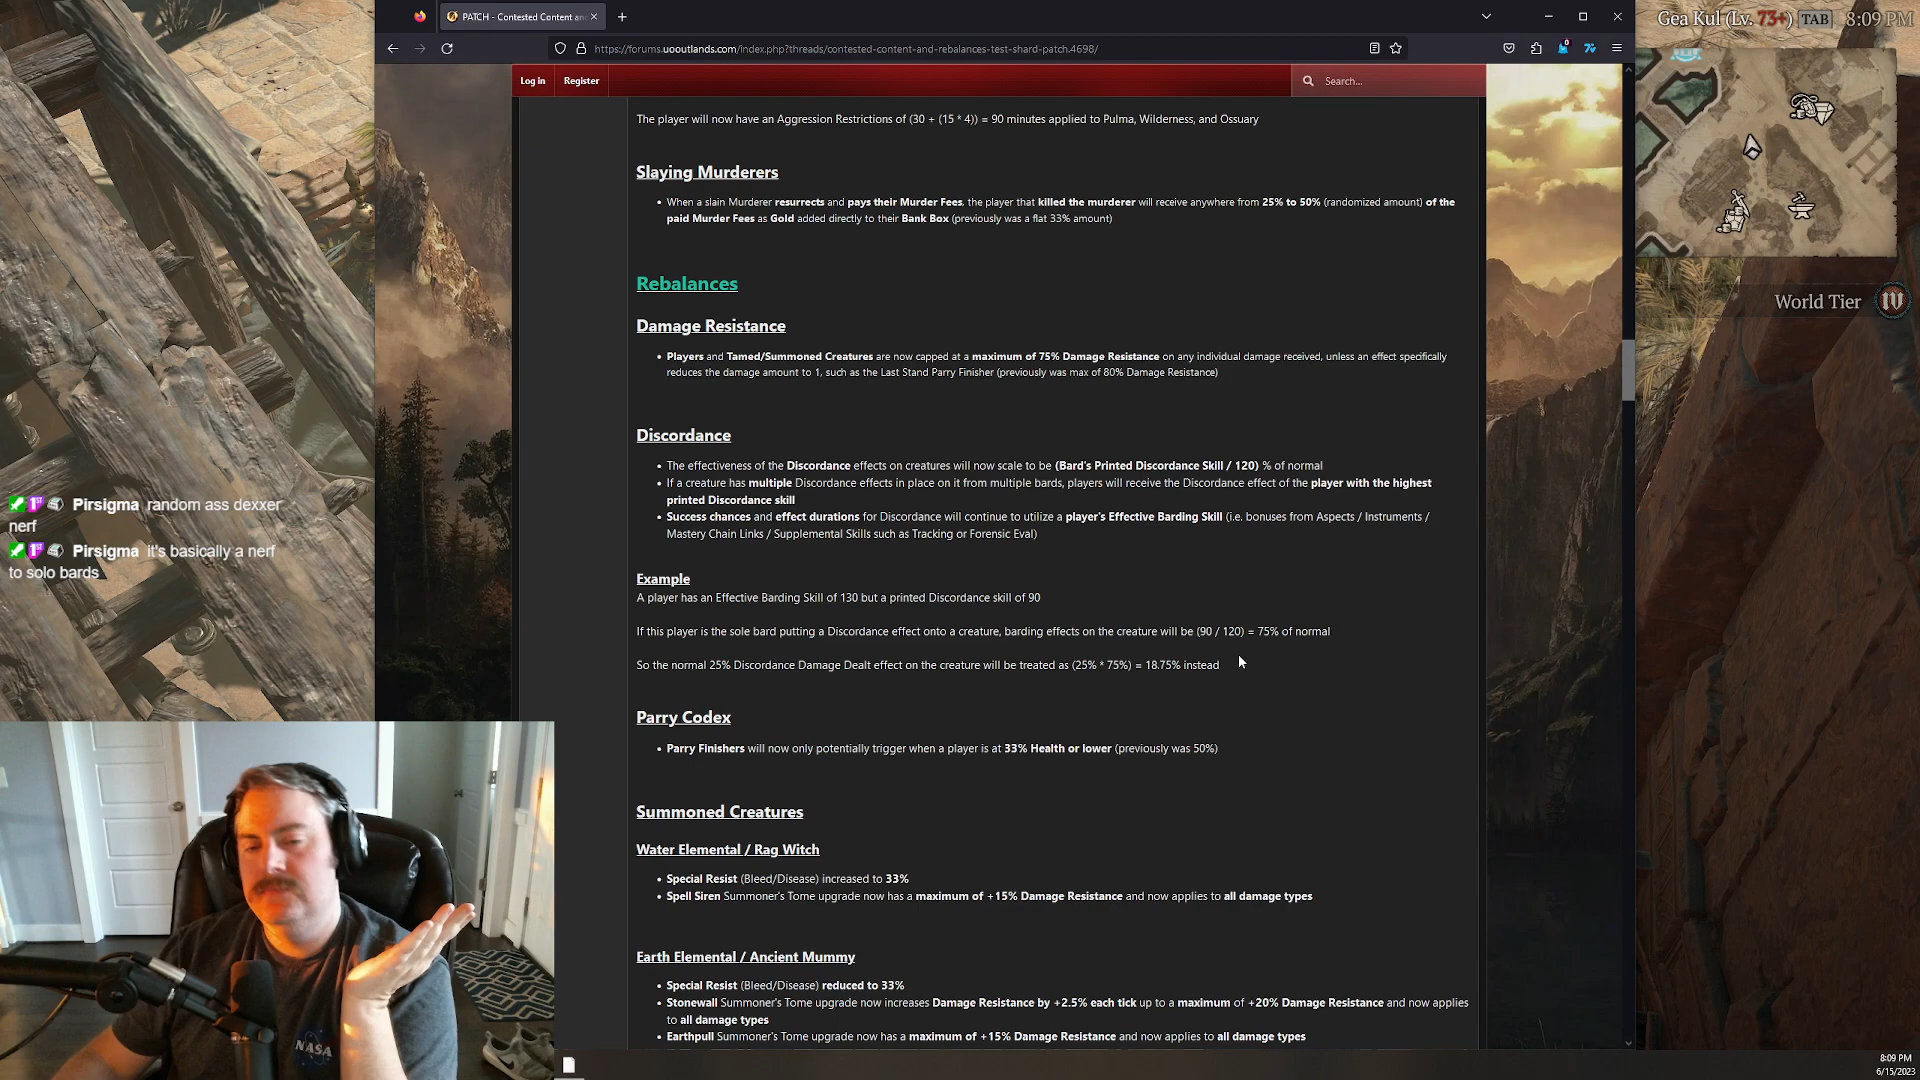 PATCH - Contested Content an
https://forums.uooutlands.com/index.php?threads/contested-content-and-rebalances-test-shard-patch.4698/
Gea Kul (Lv. 73+) TAB 8:09 PM
Log in Register Search...
The player will now have an Aggression Restrictions of (30 + (15 * 4)) = 90 minutes applied to Pulma, Wilderness, and Ossuary
Slaying Murderers
• When a slain Murderer resurrects and pays their Murder Fees, the player that killed the murderer will receive anywhere from 25% to 50% (randomized amount) of the
paid Murder Fees as Gold added directly to their Bank Box (previously was a flat 33% amount)
Rebalances
World Tier IV
Damage Resistance
• Players and Tamed/Summoned Creatures are now capped at a maximum of 75% Damage Resistance on any individual damage received, unless an effect specifically
reduces the damage amount to 1, such as the Last Stand Parry Finisher (previously was max of 80% Damage Resistance)
Discordance
• The effectiveness of the Discordance effects on creatures will now scale to be (Bard's Printed Discordance Skill / 120) % of normal
• If a creature has multiple Discordance effects in place on it from multiple bards, players will receive the Discordance effect of the player with the highest
printed Discordance skill
• Success chances and effect durations for Discordance will continue to utilize a player's Effective Barding Skill (i.e. bonuses from Aspects / Instruments /
Mastery Chain Links / Supplemental Skills such as Tracking or Forensic Eval)
Pirsigma random ass dexxer
nerf
Pirsigma it's basically a nerf
to solo bards
Example
A player has an Effective Barding Skill of 130 but a printed Discordance skill of 90
If this player is the sole bard putting a Discordance effect onto a creature, barding effects on the creature will be (90 / 120) = 75% of normal
So the normal 25% Discordance Damage Dealt effect on the creature will be treated as (25% * 75%) = 18.75% instead
Parry Codex
• Parry Finishers will now only potentially trigger when a player is at 33% Health or lower (previously was 50%)
Summoned Creatures
Water Elemental / Rag Witch
• Special Resist (Bleed/Disease) increased to 33%
• Spell Siren Summoner's Tome upgrade now has a maximum of +15% Damage Resistance and now applies to all damage types
Earth Elemental / Ancient Mummy
• Special Resist (Bleed/Disease) reduced to 33%
• Stonewall Summoner's Tome upgrade now increases Damage Resistance by +2.5% each tick up to a maximum of +20% Damage Resistance and now applies
to all damage types
• Earthpull Summoner's Tome upgrade now has a maximum of +15% Damage Resistance and now applies to all damage types
NASA
8:09 PM
6/15/2023